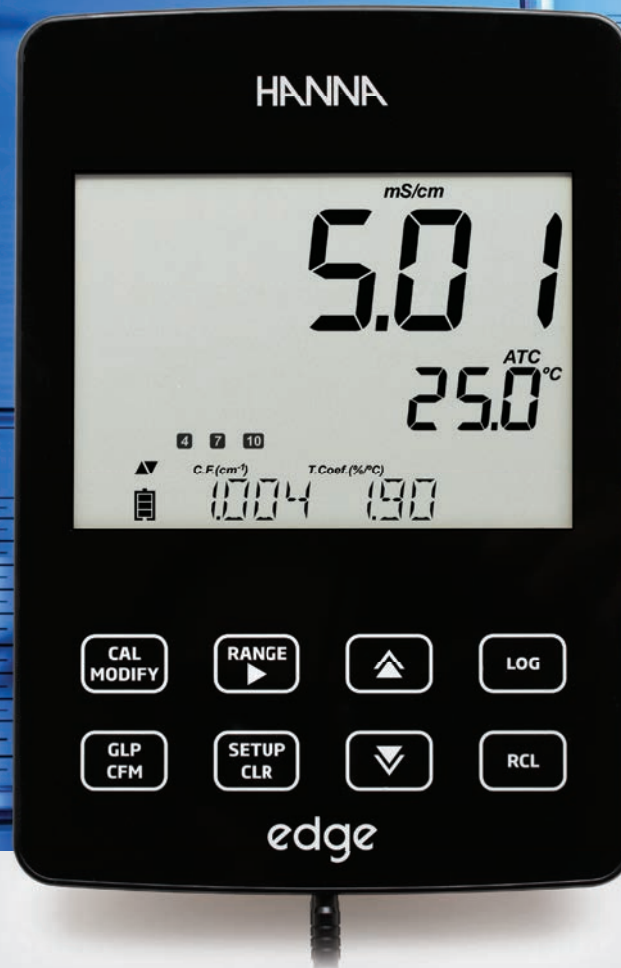 HANNA
mS/cm
5.01
ATC
25.0 °C
4 7 10
C.F.(cm⁻¹) T.Coef.(%/°C)
1.004 1.90
CAL MODIFY
RANGE
LOG
GLP CFM
SETUP CLR
RCL
edge